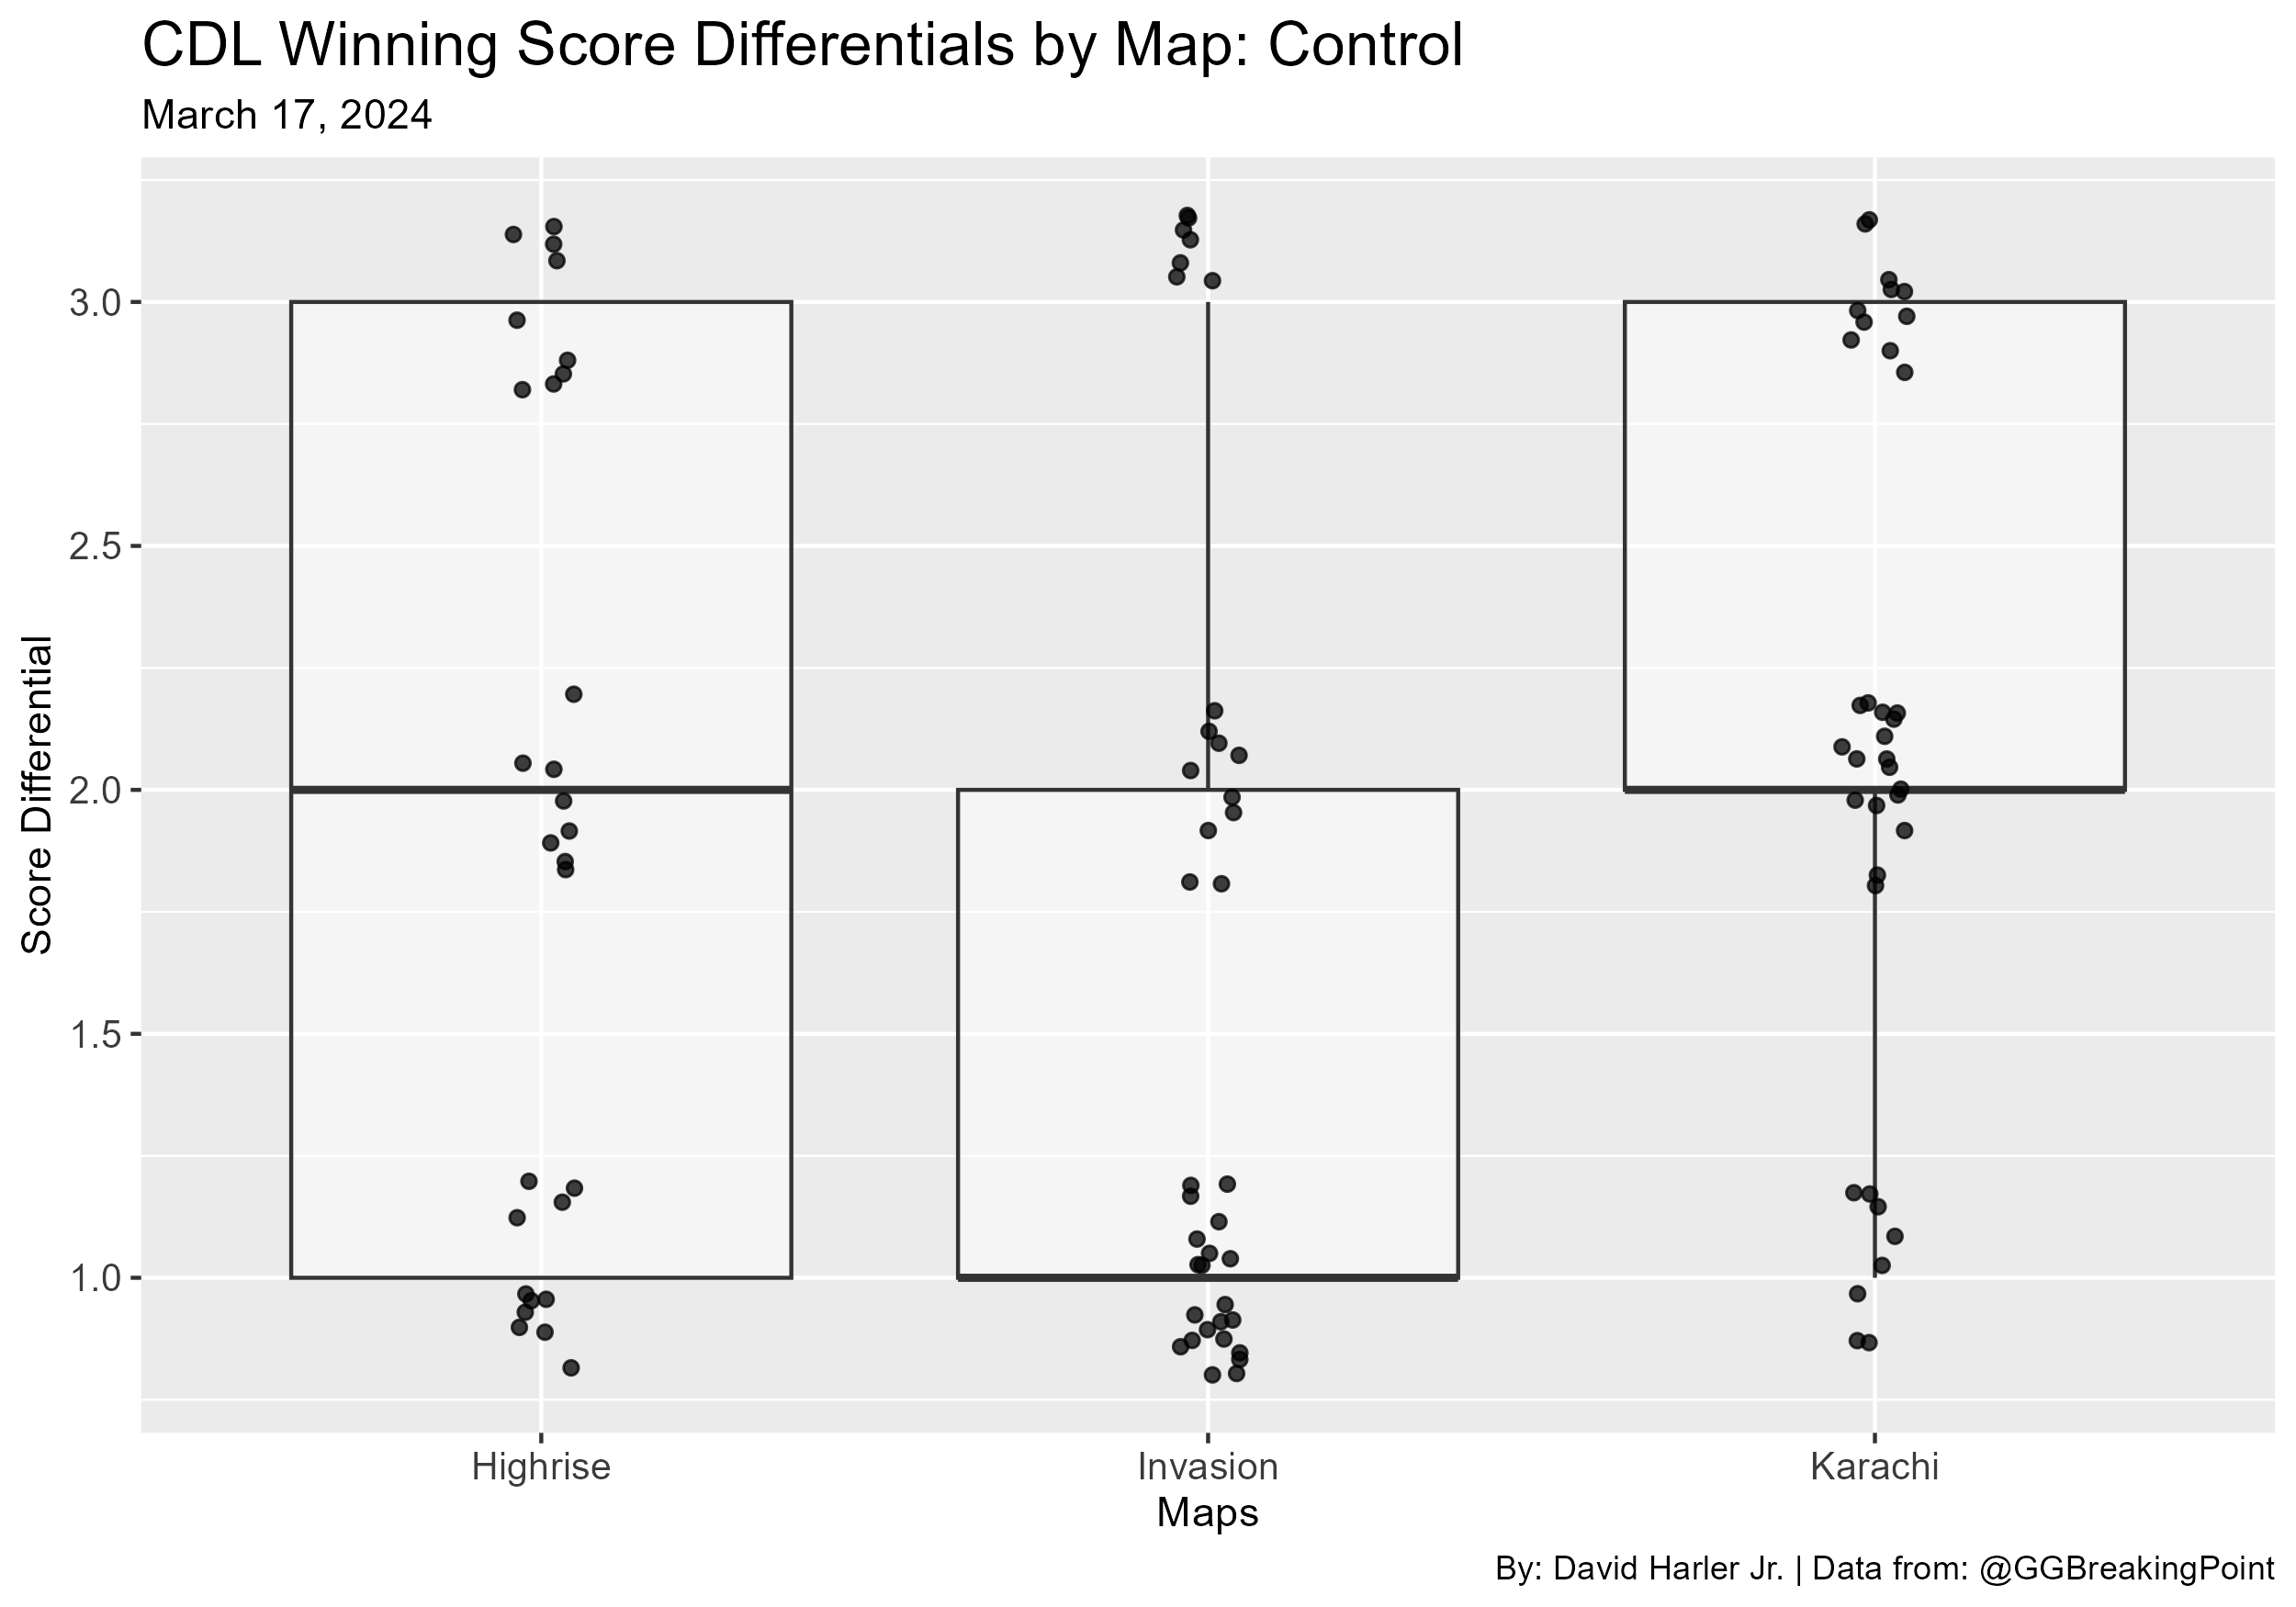 CDL Winning Score Differentials by Map: Control
March 17, 2024
Score Differential
3.0
2.5
2.0
1.5
1.0
Highrise
Invasion
Karachi
Maps
By: David Harler Jr. | Data from: @GGBreakingPoint